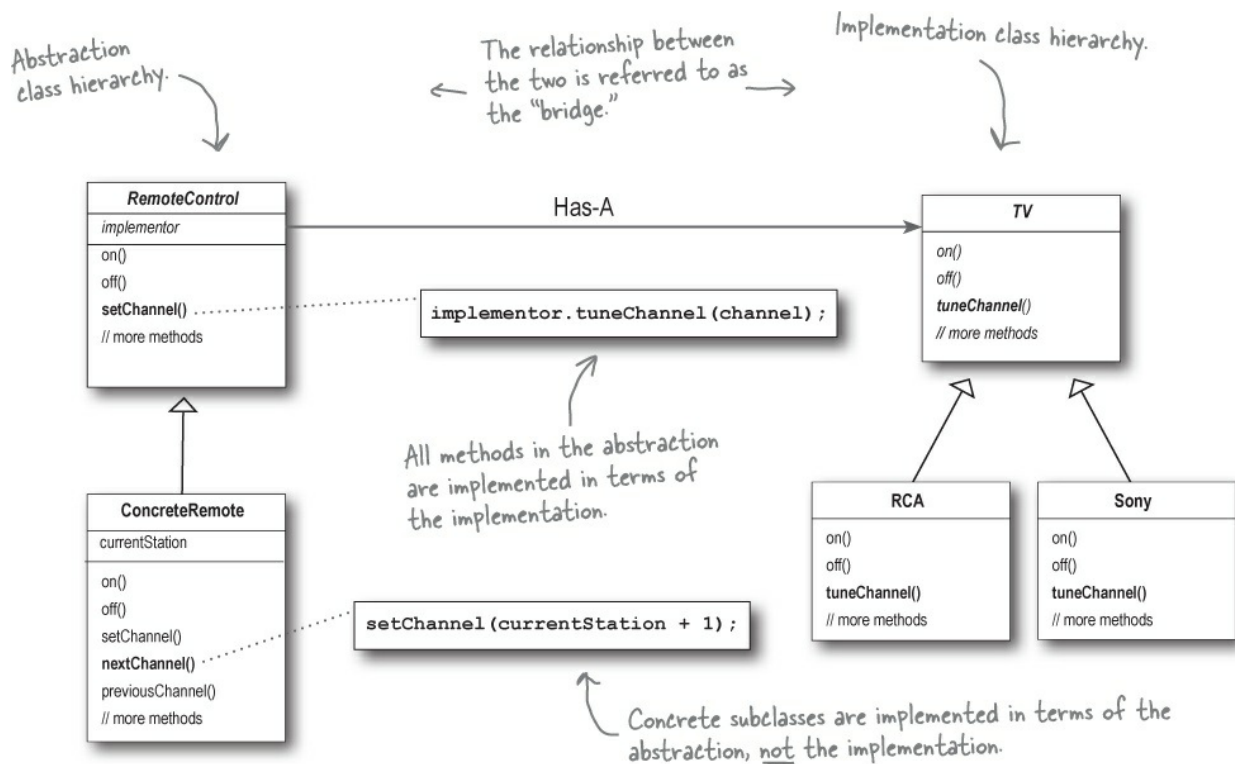 Abstraction
class hierarchy.
The relationship between
the two is referred to as
the “bridge.”
Implementation class hierarchy.
RemoteControl
implementor
on()
off()
setChannel()
// more methods
Has-A
TV
on()
off()
tuneChannel()
// more methods
implementor.tuneChannel(channel);
All methods in the abstraction
are implemented in terms of
the implementation.
ConcreteRemote
currentStation
on()
off()
setChannel()
nextChannel()
previousChannel()
// more methods
setChannel(currentStation + 1);
RCA
on()
off()
tuneChannel()
// more methods
Sony
on()
off()
tuneChannel()
// more methods
Concrete subclasses are implemented in terms of the
abstraction, not the implementation.